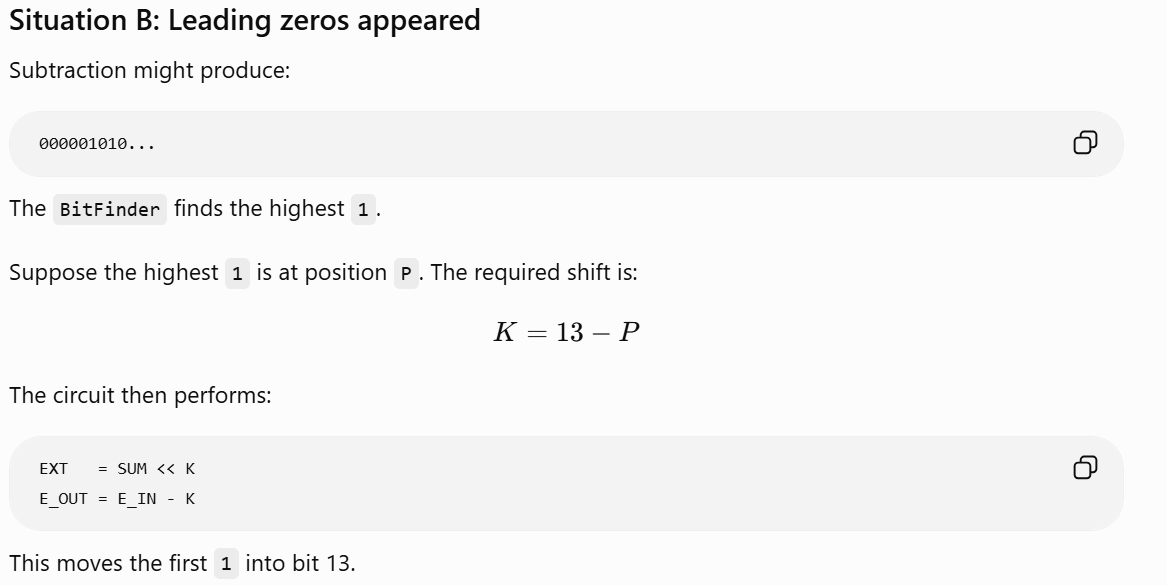 Situation B: Leading zeros appeared
Subtraction might produce:
000001010...
The BitFinder finds the highest 1.
Suppose the highest 1 is at position P. The required shift is:
K = 13 − P
The circuit then performs:
EXT   = SUM << K
E_OUT = E_IN - K
This moves the first 1 into bit 13.